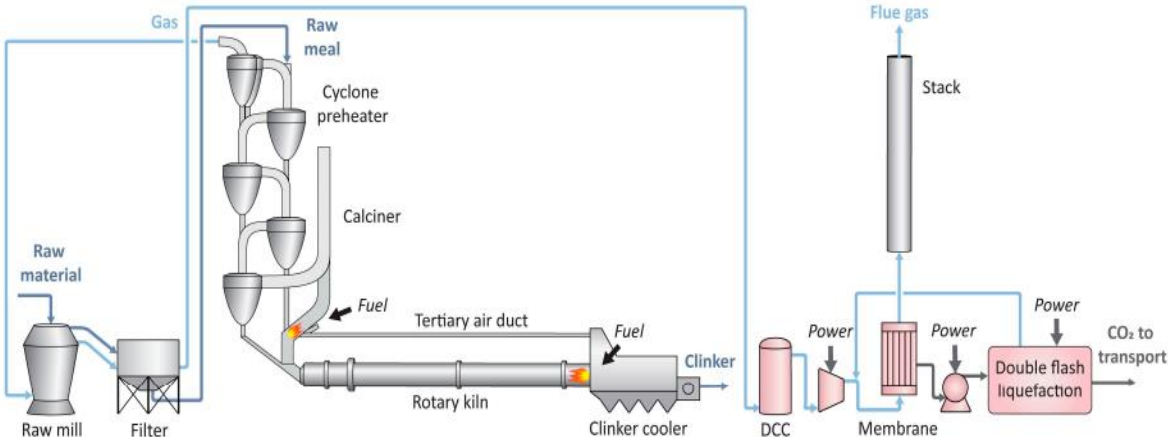 Gas
Raw
meal
Cyclone
preheater
Calciner
Raw
material
Fuel
Tertiary air duct
Fuel
Clinker
Rotary kiln
Raw mill
Filter
Clinker cooler
Flue gas
Stack
Power
Power
Power
CO₂ to
transport
Double flash
liquefaction
DCC
Membrane